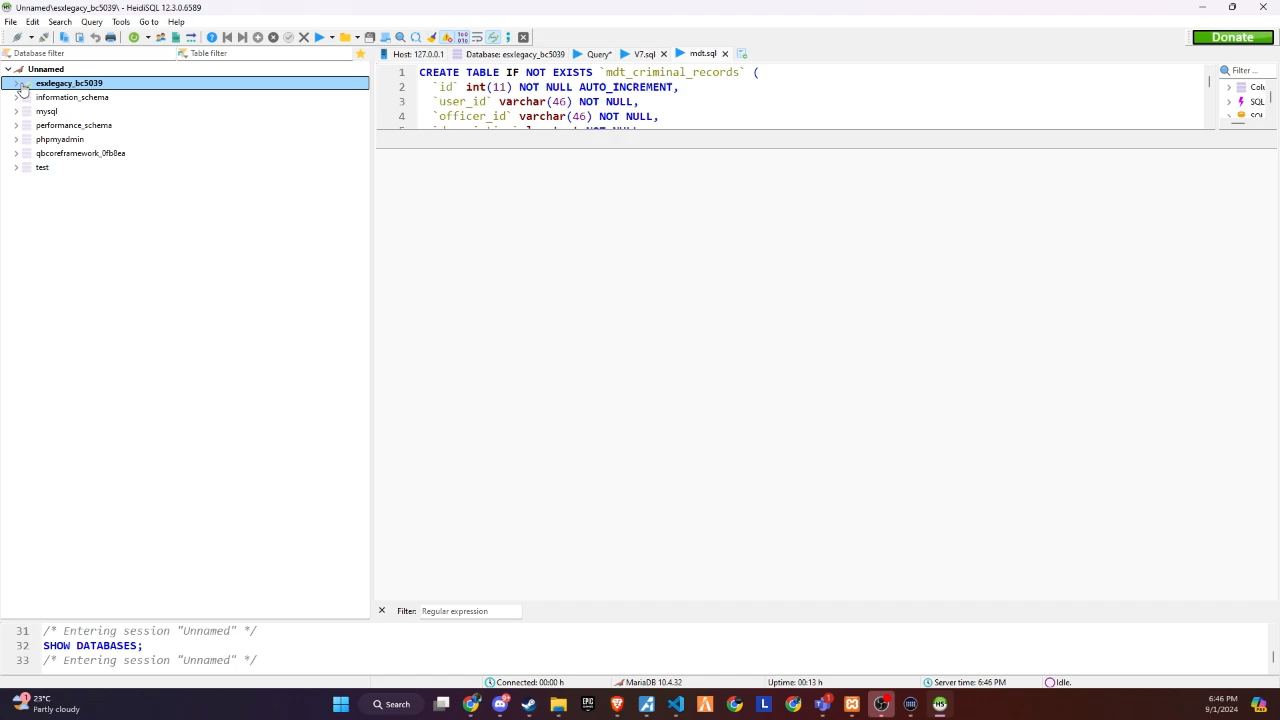 Unnamed\esxlegacy_bc5039\ - HeidiSQL 12.3.0.6589
File Edit Search Query Tools Go to Help
Donate
Database filter
Table filter
Host: 127.0.0.1 Database: esxlegacy_bc5039 Query* V7.sql mdt.sql
Unnamed
esxlegacy_bc5039
information_schema
mysql
performance_schema
phpmyadmin
qbcoreframework_0fb8ea
test
1 CREATE TABLE IF NOT EXISTS `mdt_criminal_records` (
2 `id` int(11) NOT NULL AUTO_INCREMENT,
3 `user_id` varchar(46) NOT NULL,
4 `officer_id` varchar(46) NOT NULL,
Filter ...
Colu
SQL
SQL
Filter: Regular expression
31 /* Entering session "Unnamed" */
32 SHOW DATABASES;
33 /* Entering session "Unnamed" */
Connected: 00:00 h MariaDB 10.4.32 Uptime: 00:13 h Server time: 6:46 PM Idle.
23°C
Partly cloudy
Search
EPIC
6:46 PM
9/1/2024